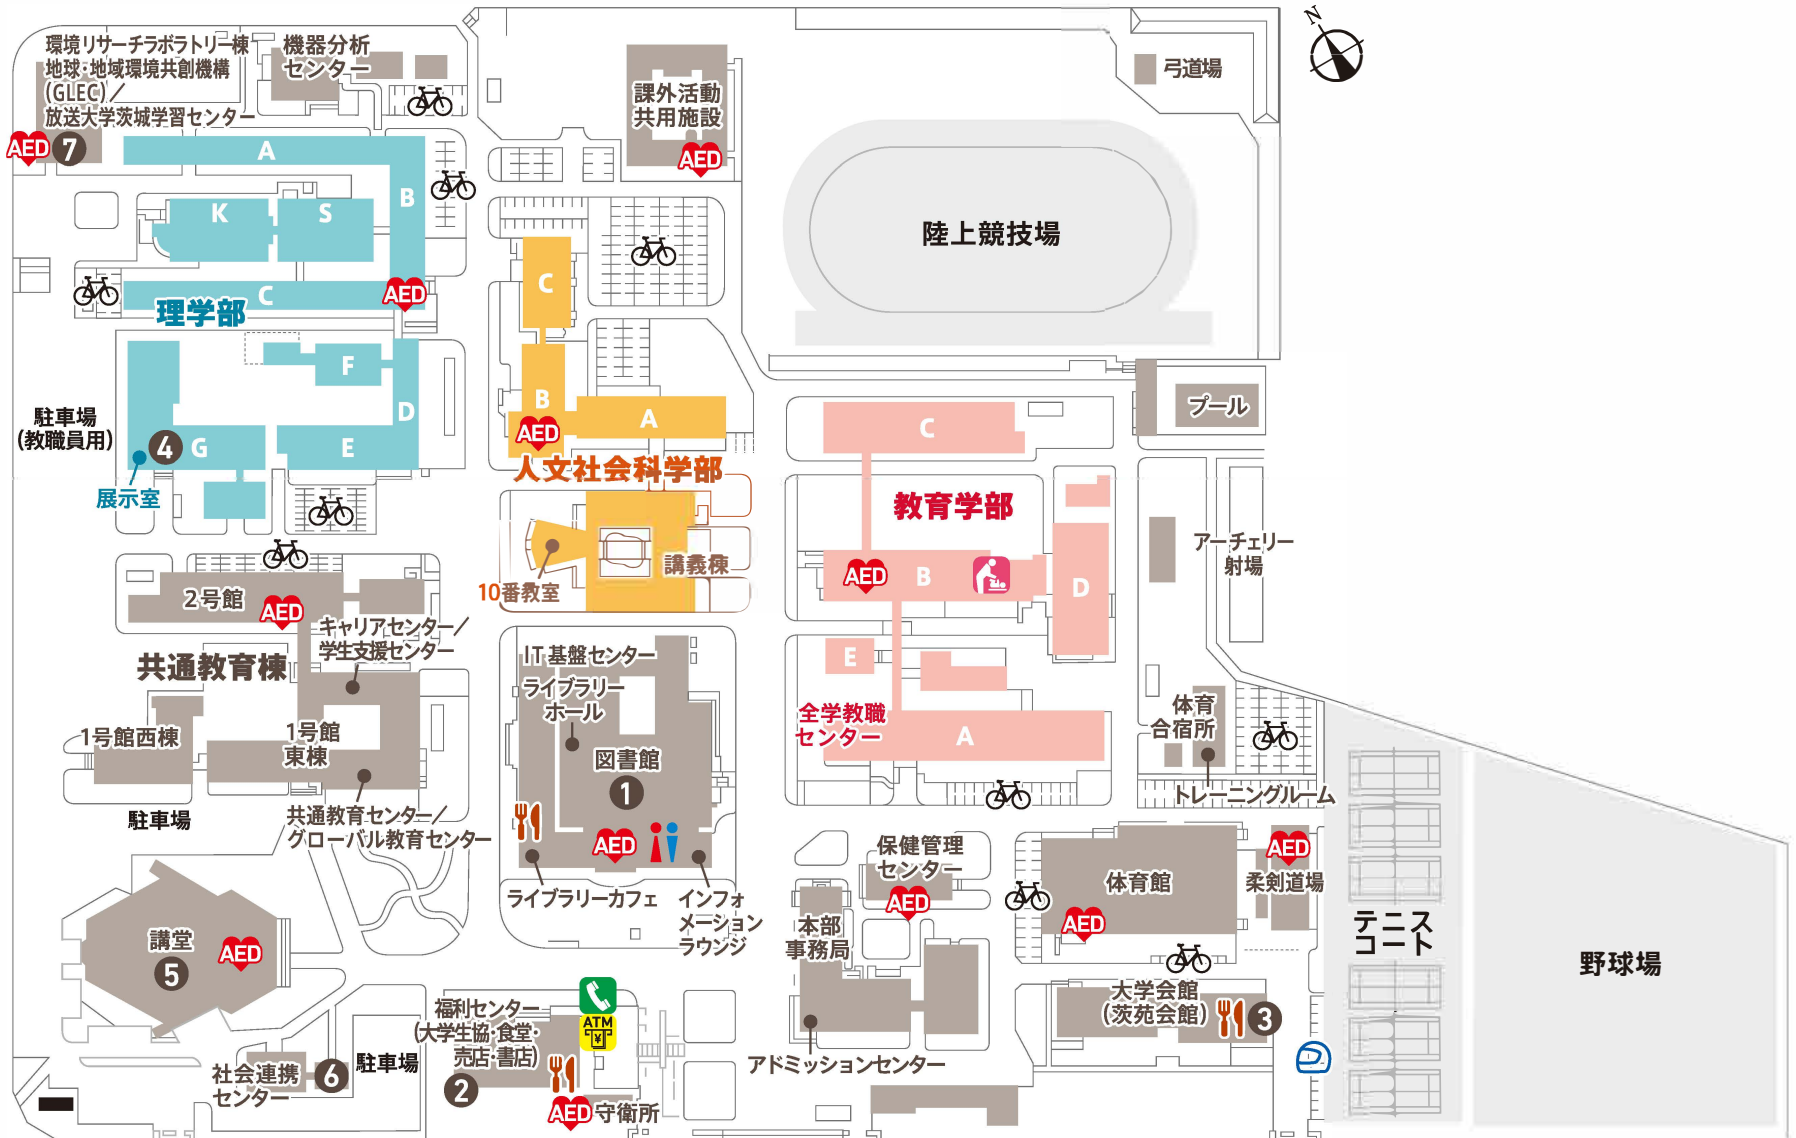 環境リサーチラボラトリー棟
地球・地域環境共創機構
(GLEC)／
放送大学茨城学習センター
AED
7
機器分析
センター
課外活動
共用施設
AED
弓道場
N
A
B
K
S
C
AED
理学部
陸上競技場
C
B
A
AED
人文社会科学部
F
D
G
E
4
展示室
駐車場
(教職員用)
プール
C
教育学部
AED
B
D
E
A
全学教職
センター
アーチェリー
射場
10番教室
講義棟
2号館
AED
キャリアセンター／
学生支援センター
共通教育棟
1号館西棟
1号館
東棟
駐車場
共通教育センター／
グローバル教育センター
IT基盤センター
ライブラリー
ホール
図書館
1
AED
ライブラリーカフェ
インフォ
メーション
ラウンジ
体育
合宿所
トレーニングルーム
保健管理
センター
AED
本部
事務局
アドミッションセンター
体育館
AED
AED
柔剣道場
テニス
コート
野球場
大学会館
(茨苑会館)
3
講堂
5
AED
社会連携
センター
6
駐車場
福利センター
(大学生協・食堂・
売店・書店)
2
ATM
¥
AED
守衛所